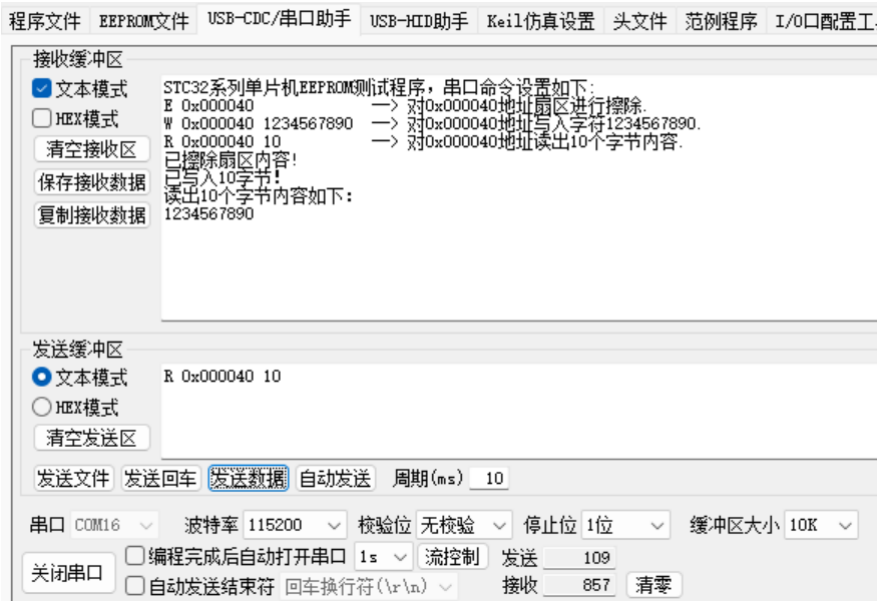 程序文件 EEPROM文件 USB-CDC/串口助手 USB-HID助手 Keil仿真设置 头文件 范例程序 I/O口配置工
接收缓冲区
文本模式
HEX模式
清空接收区
保存接收数据
复制接收数据
STC32系列单片机EEPROM测试程序，串口命令设置如下:
E 0x000040 —> 对0x000040地址扇区进行擦除.
W 0x000040 1234567890 —> 对0x000040地址写入字符1234567890.
R 0x000040 10 —> 对0x000040地址读出10个字节内容.
已擦除扇区内容!
已写入10字节!
读出10个字节内容如下：
1234567890
发送缓冲区
文本模式
HEX模式
清空发送区
R 0x000040 10
发送文件 发送回车 发送数据 自动发送 周期(ms) 10
串口 COM16 波特率 115200 校验位 无校验 停止位 1位 缓冲区大小 10K
关闭串口
编程完成后自动打开串口 1s 流控制 发送 109
自动发送结束符 回车换行符(\r\n) 接收 857 清零